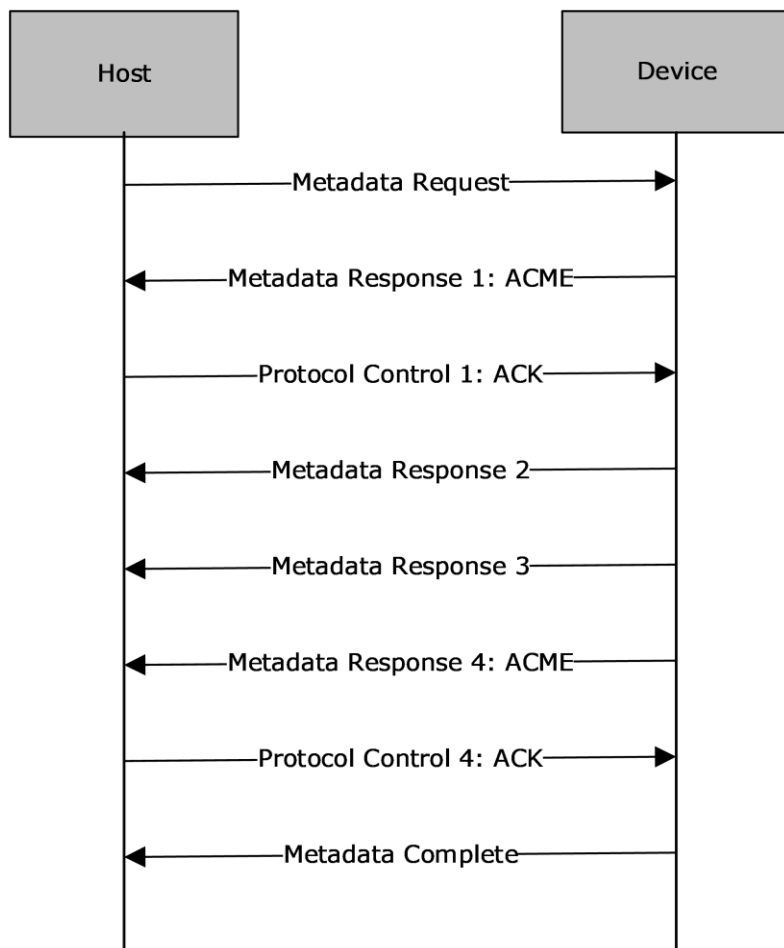 Host
Device
Metadata Request
Metadata Response 1: ACME
Protocol Control 1: ACK
Metadata Response 2
Metadata Response 3
Metadata Response 4: ACME
Protocol Control 4: ACK
Metadata Complete